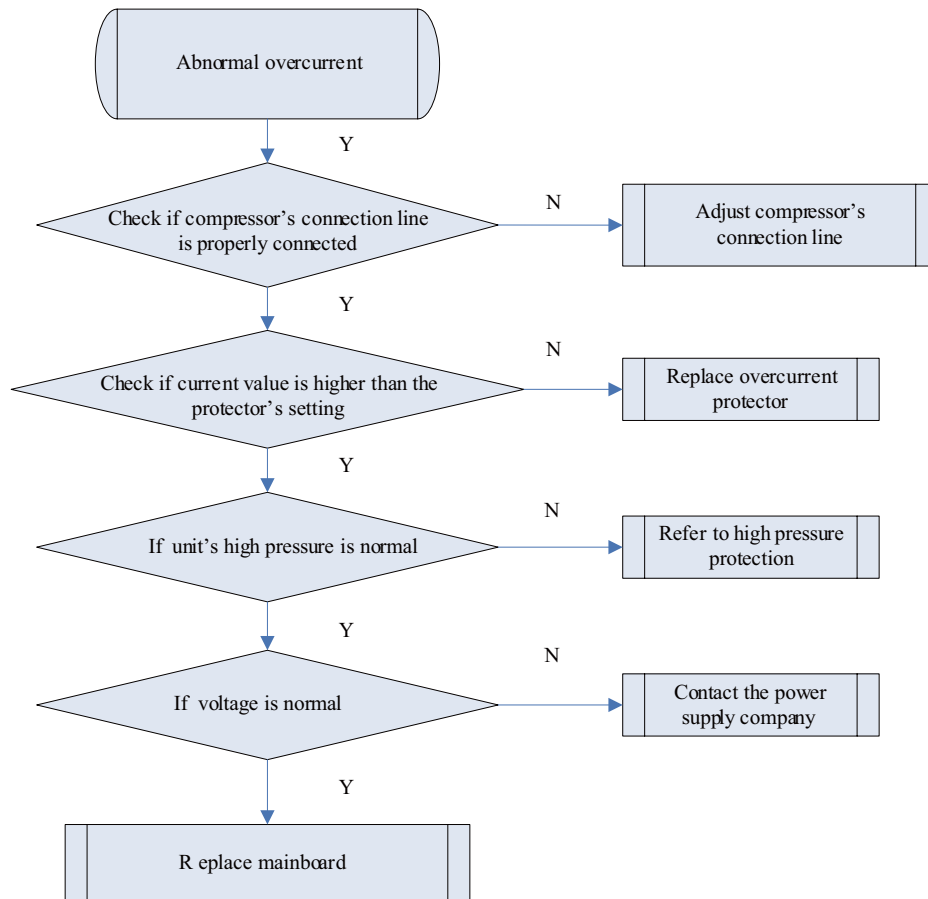 Abnormal overcurrent
Y
Check if compressor's connection line
is properly connected
N
Adjust compressor's
connection line
Y
Check if current value is higher than the
protector's setting
N
Replace overcurrent
protector
Y
If unit's high pressure is normal
N
Refer to high pressure
protection
Y
If voltage is normal
N
Contact the power
supply company
Y
R eplace mainboard